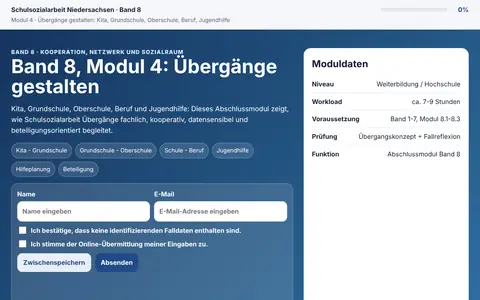 Schulsozialarbeit Niedersachsen · Band 8
0%
Modul 4 · Übergänge gestalten: Kita, Grundschule, Oberschule, Beruf, Jugendhilfe
BAND 8 · KOOPERATION, NETZWERK UND SOZIALRAUM
Band 8, Modul 4: Übergänge
gestalten
Kita, Grundschule, Oberschule, Beruf und Jugendhilfe: Dieses Abschlussmodul zeigt,
wie Schulsozialarbeit Übergänge fachlich, kooperativ, datensensibel und
beteiligungsorientiert begleitet.
Kita - Grundschule
Grundschule - Oberschule
Schule - Beruf
Jugendhilfe
Hilfeplanung
Beteiligung
Name
E-Mail
Name eingeben
E-Mail-Adresse eingeben
Ich bestätige, dass keine identifizierenden Falldaten enthalten sind.
Ich stimme der Online-Übermittlung meiner Eingaben zu.
Zwischenspeichern
Absenden
Moduldaten
Niveau Weiterbildung / Hochschule
Workload ca. 7-9 Stunden
Voraussetzung Band 1-7, Modul 8.1-8.3
Prüfung Übergangskonzept + Fallreflexion
Funktion Abschlussmodul Band 8